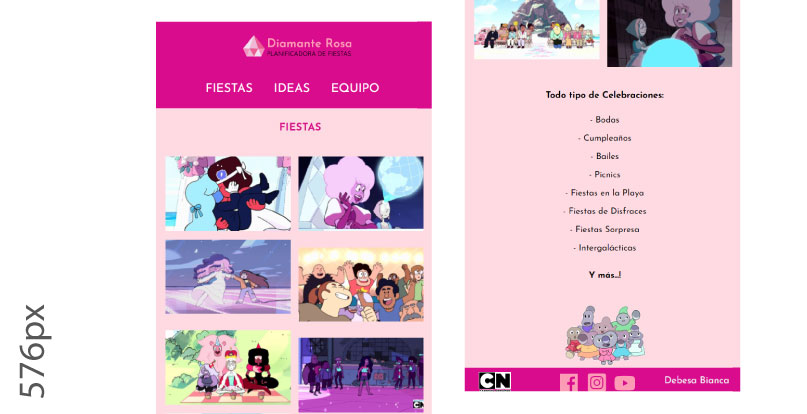 576px
Diamante Rosa
PLANIFICADORA DE FIESTAS
FIESTAS IDEAS EQUIPO
FIESTAS
CN
Todo tipo de Celebraciones:
- Bodas
- Cumpleaños
- Bailes
- Picnics
- Fiestas en la Playa
- Fiestas de Disfraces
- Fiestas Sorpresa
- Intergalácticas
Y más..!
CN
Debesa Bianca